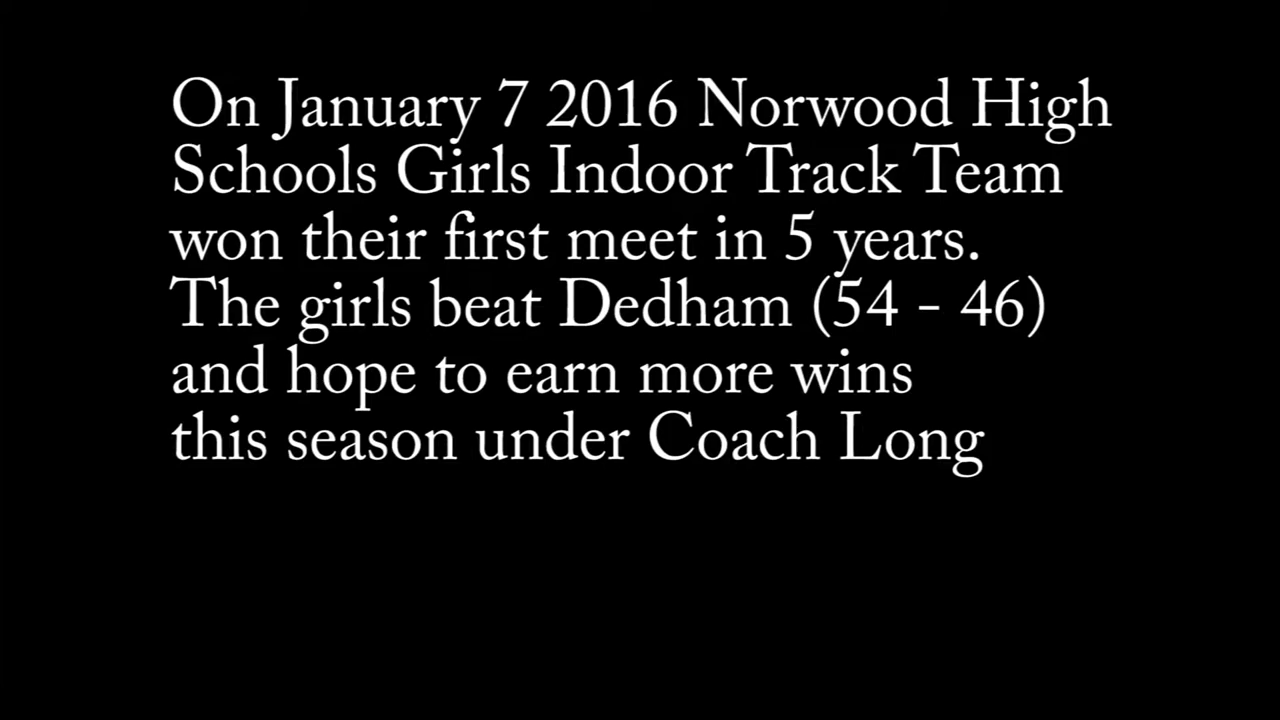 On January 7 2016 Norwood High
Schools Girls Indoor Track Team
won their first meet in 5 years.
The girls beat Dedham (54 - 46)
and hope to earn more wins
this season under Coach Long